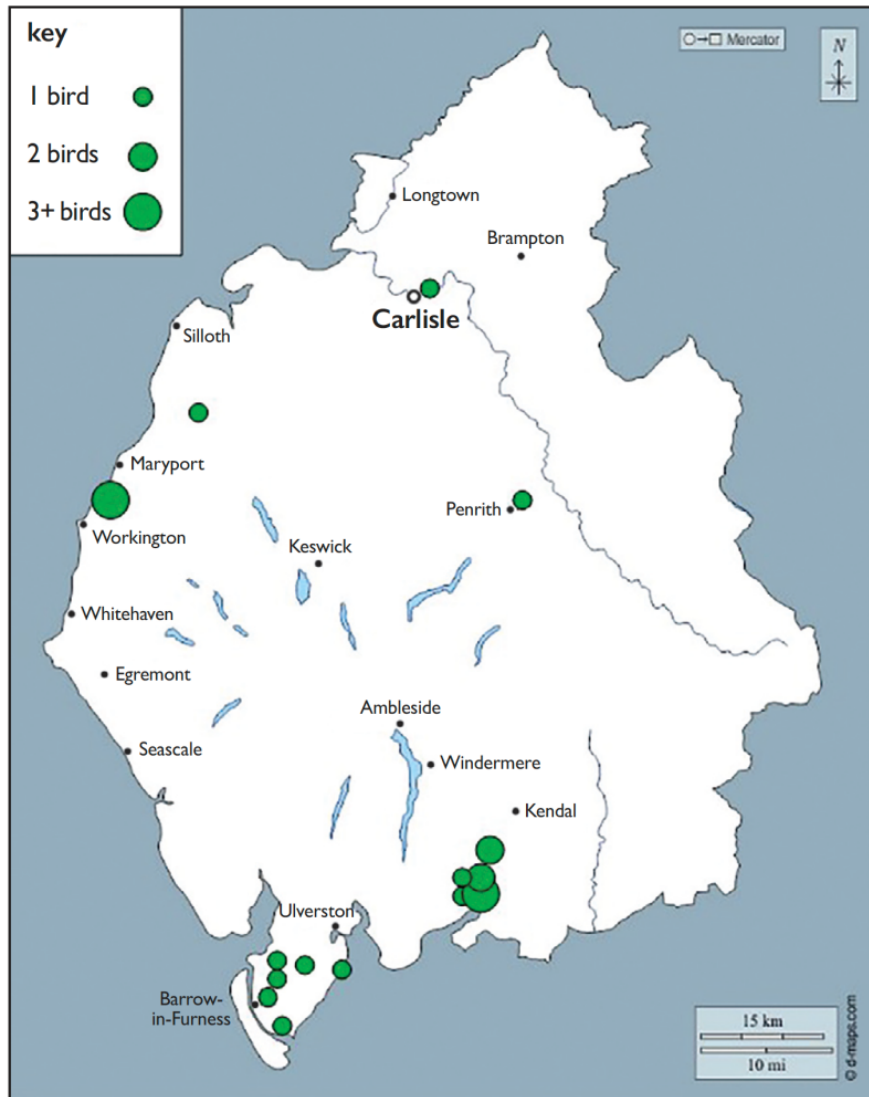 key
1 bird
2 birds
3+ birds
○→□ Mercator
N
Longtown
Brampton
Carlisle
Silloth
Maryport
Penrith
Workington
Keswick
Whitehaven
Egremont
Ambleside
Seascale
Windermere
Kendal
Ulverston
Barrow-
in-Furness
15 km
10 mi
© d-maps.com